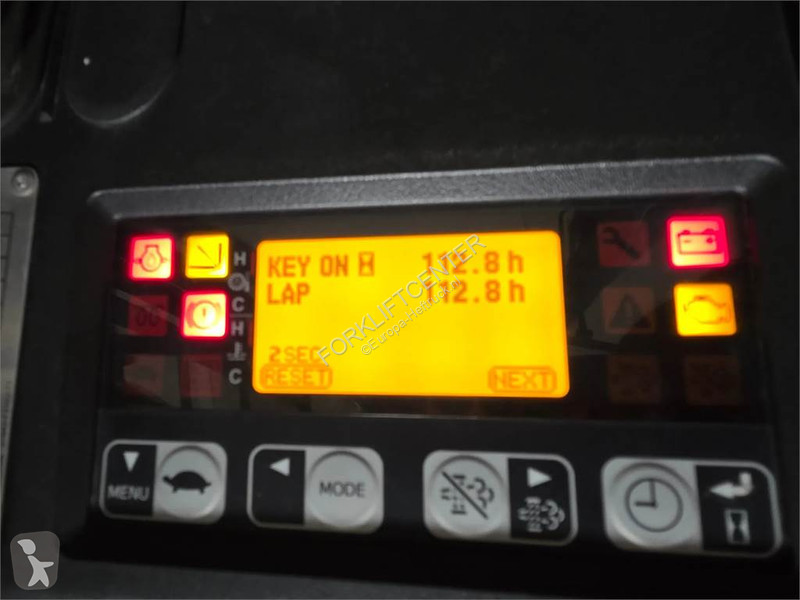 KEY ON 112.8 h
LAP 112.8 h
2SEC
RESET NEXT
H
C
H
C
MENU
MODE
FORKLIFTCENTER